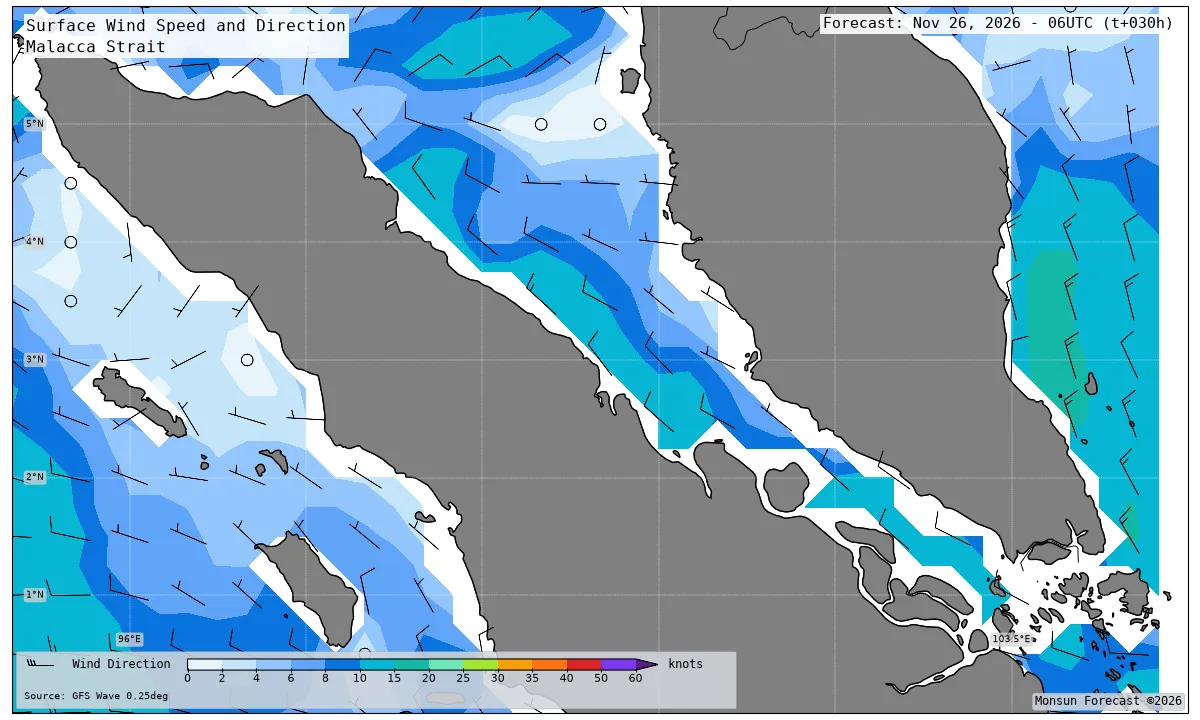 Surface Wind Speed and Direction
Malacca Strait
Forecast: Nov 26, 2026 - 06UTC (t+030h)
5°N
4°N
3°N
2°N
1°N
96°E
103.5°E
Wind Direction
knots
0 2 4 6 8 10 15 20 25 30 35 40 50 60
Source: GFS Wave 0.25deg
Monsun Forecast ©2026